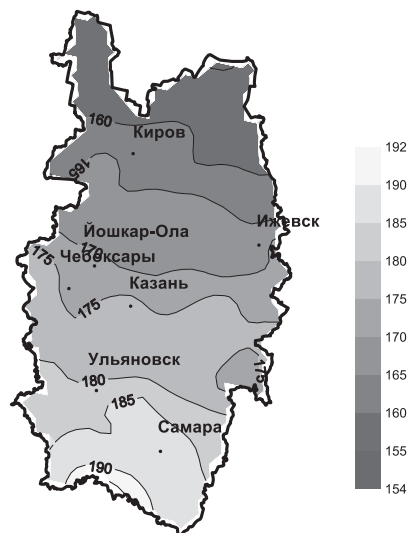 160
Киров
165
Ижевск
Йошкар-Ола
170
175
Чебоксары
Казань
175
Ульяновск
175
180
185
Самара
190
192
190
185
180
175
170
165
160
155
154